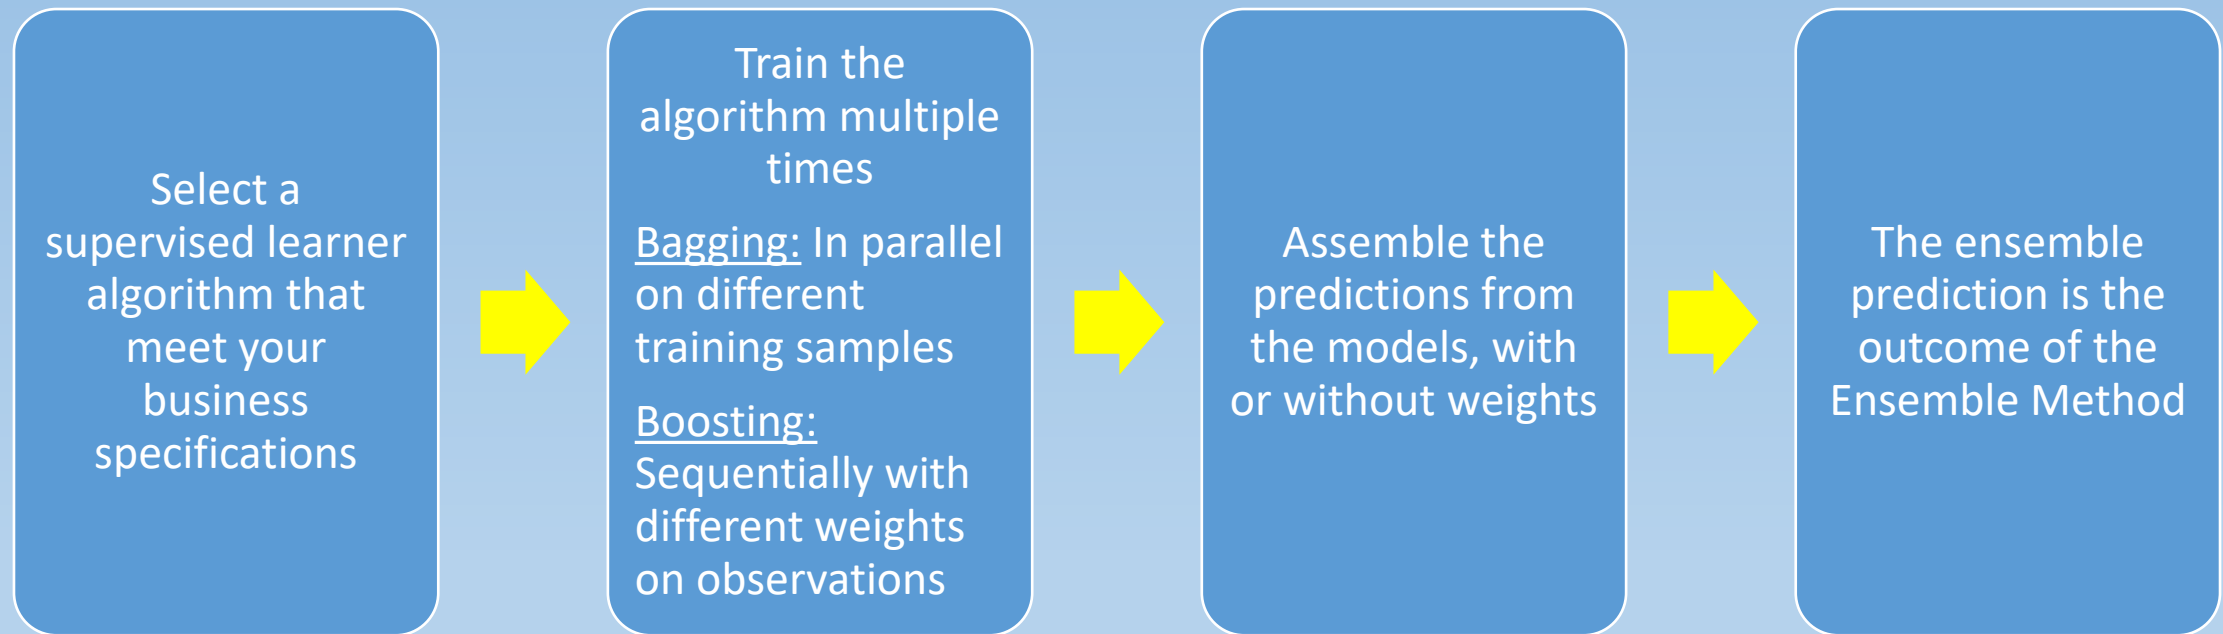 Select a
supervised learner
algorithm that
meet your
business
specifications
Train the
algorithm multiple
times
Bagging: In parallel
on different
training samples
Boosting:
Sequentially with
different weights
on observations
Assemble the
predictions from
the models, with
or without weights
The ensemble
prediction is the
outcome of the
Ensemble Method